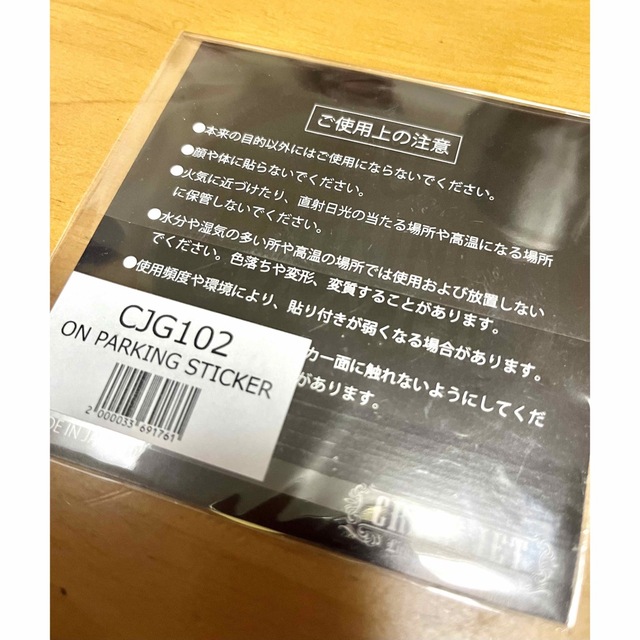 ご使用上の注意
●本来の目的以外にはご使用にならないでください。
●顔や体に貼らないでください。
●火気に近づけたり、直射日光の当たる場所や高温になる場所
に保管しないでください。
●水分や湿気の多い所や高温の場所では使用および放置しない
でください。色落ちや変形、変質することがあります。
●使用頻度や環境により、貼り付きが弱くなる場合があります。
カー面に触れないようにしてくだ
があります。
CJG102
ON PARKING STICKER
2 000033 691761
DE IN